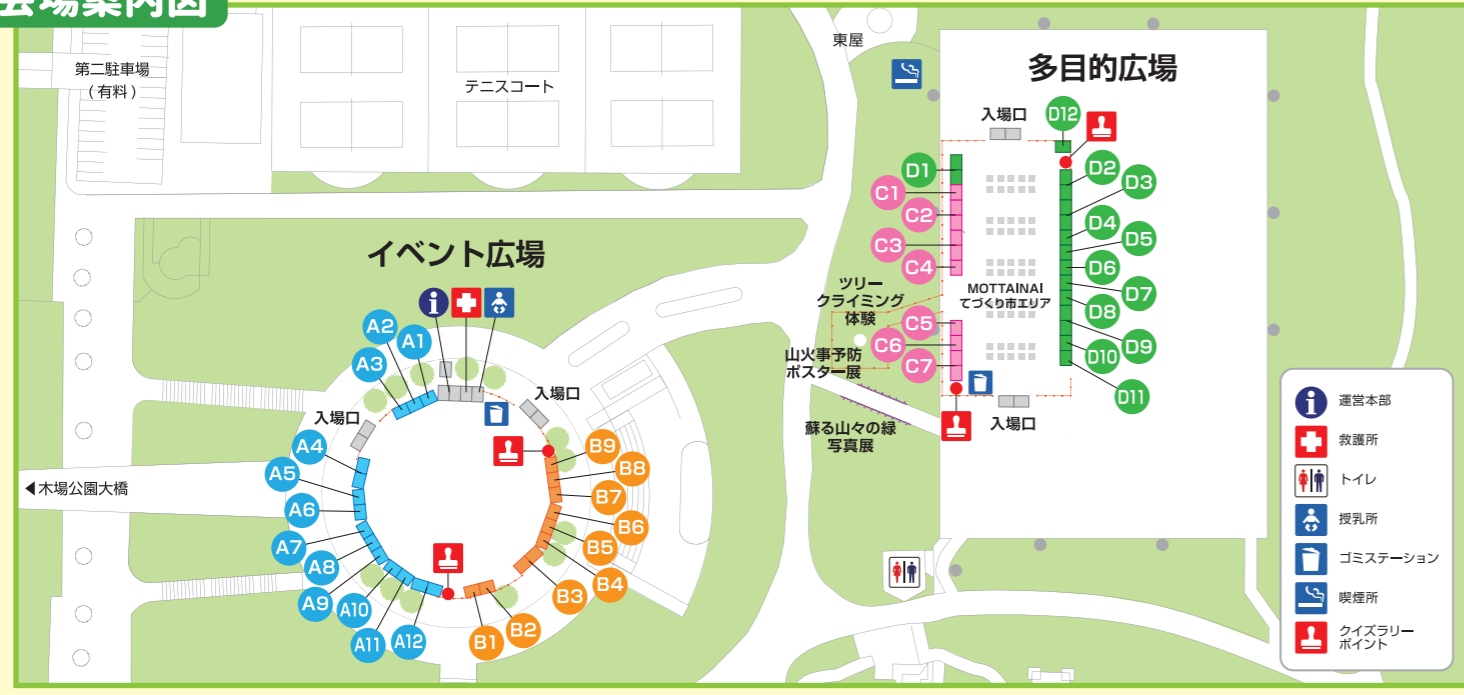 会場案内図
第二駐車場
(有料)
テニスコート
東屋
多目的広場
入場口
D12
D1
D2
D3
C1
C2
D4
C3
D5
C4
D6
イベント広場
ツリー
クライミング
体験
MOTTAINAI
てづくり市エリア
D7
D8
C5
C6
D9
D10
C7
D11
山火事予防
ポスター展
蘇る山々の緑
写真展
入場口
A2
A1
A3
入場口
入場口
A4
A5
A6
A7
A8
A9
A10
A11
A12
B9
B8
B7
B6
B5
B4
B3
B2
B1
◀木場公園大橋
運営本部
救護所
トイレ
授乳所
ゴミステーション
喫煙所
クイズラリー
ポイント